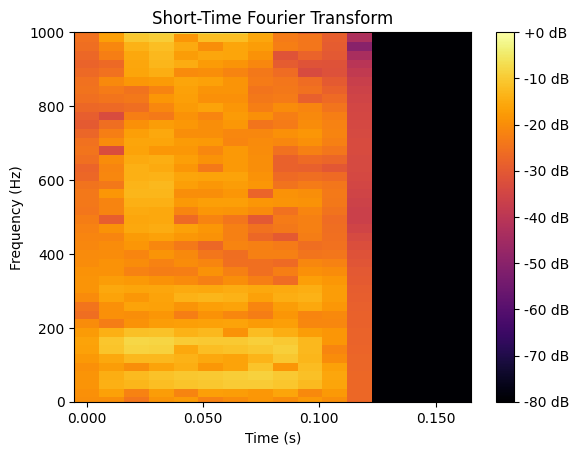 Short-Time Fourier Transform
1000
800
600
400
200
0
Frequency (Hz)
0.000
0.050
0.100
0.150
Time (s)
+0 dB
-10 dB
-20 dB
-30 dB
-40 dB
-50 dB
-60 dB
-70 dB
-80 dB